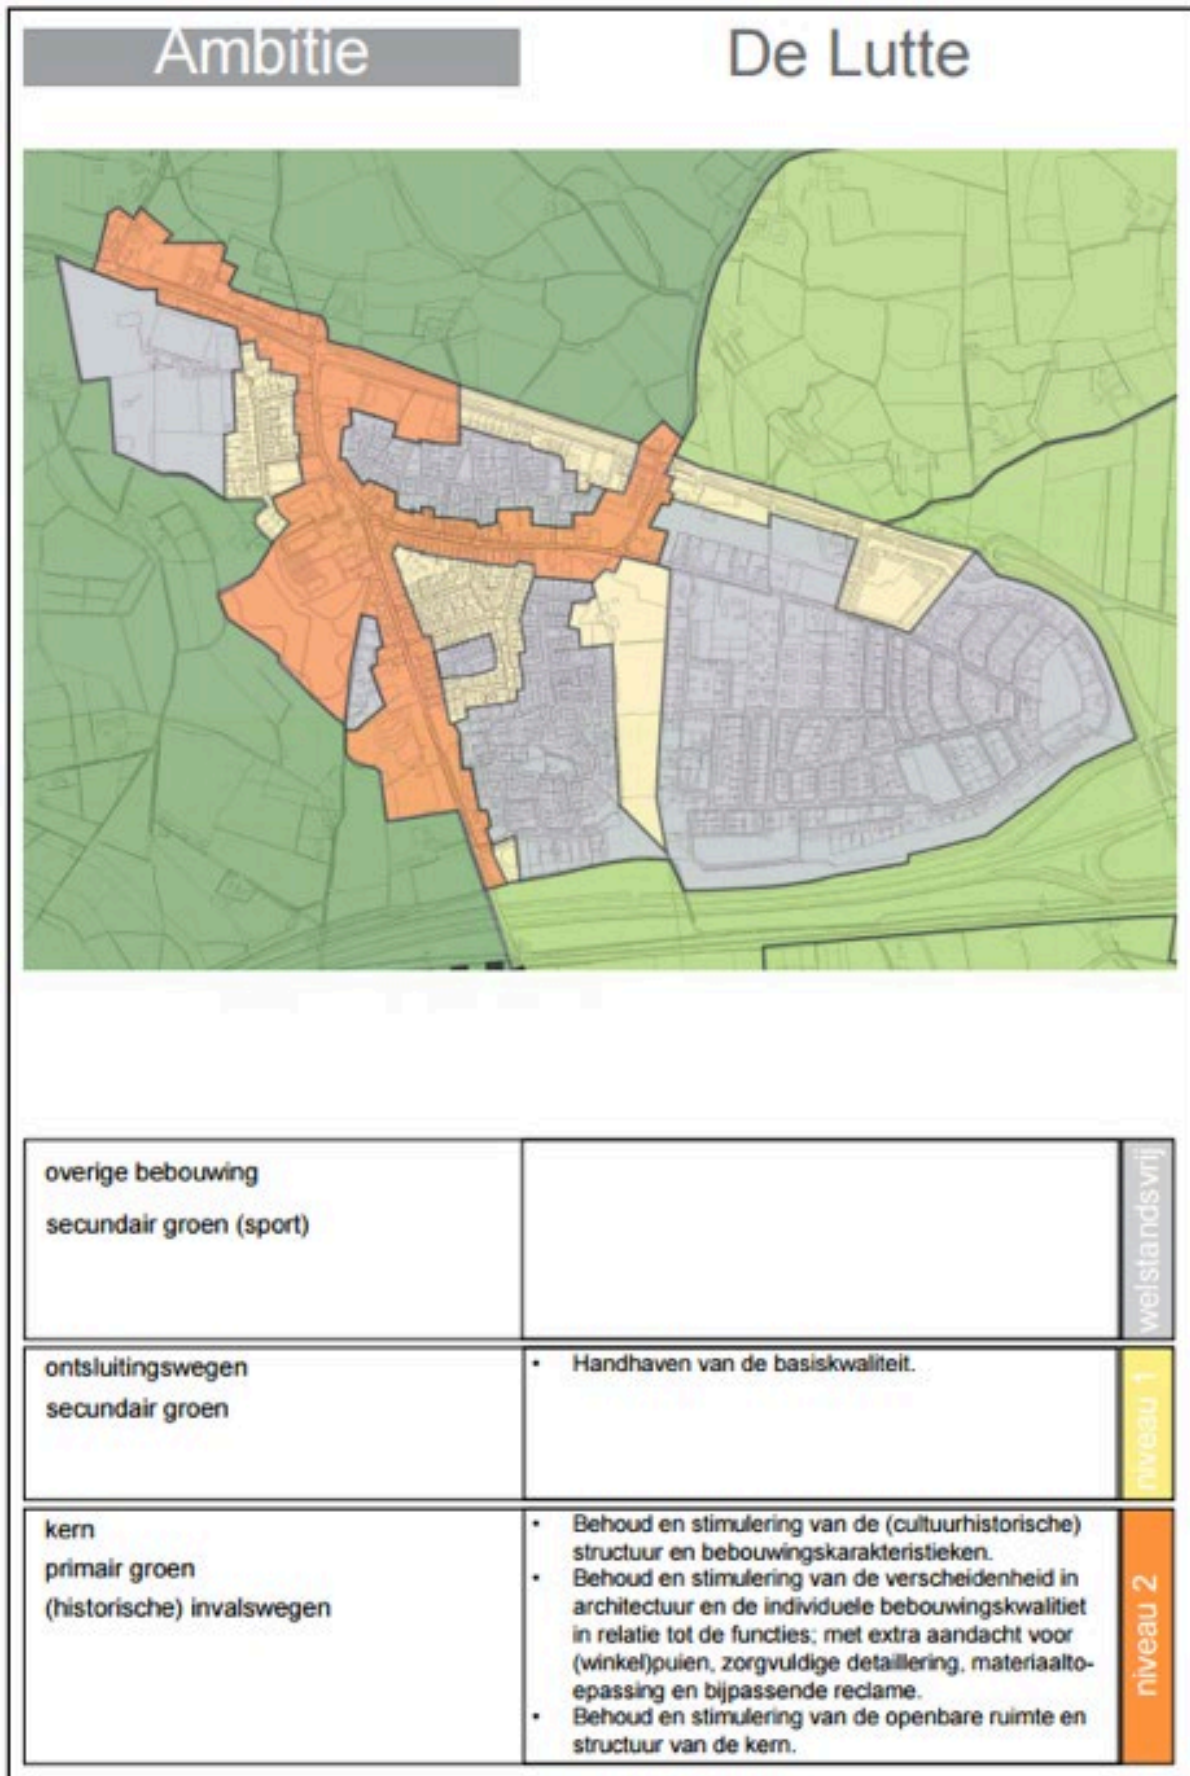 Ambitie
De Lutte
overige bebouwing
secundair groen (sport)
welstandsvrij
ontsluitingswegen
secundair groen
• Handhaven van de basiskwaliteit.
niveau 1
kern
primair groen
(historische) invalswegen
• Behoud en stimulering van de (cultuurhistorische)
structuur en bebouwingskarakteristieken.
• Behoud en stimulering van de verscheidenheid in
architectuur en de individuele bebouwingskwalitiet
in relatie tot de functies; met extra aandacht voor
(winkel)puien, zorgvuldige detaillering, materiaalto-
epassing en bijpassende reclame.
• Behoud en stimulering van de openbare ruimte en
structuur van de kern.
niveau 2